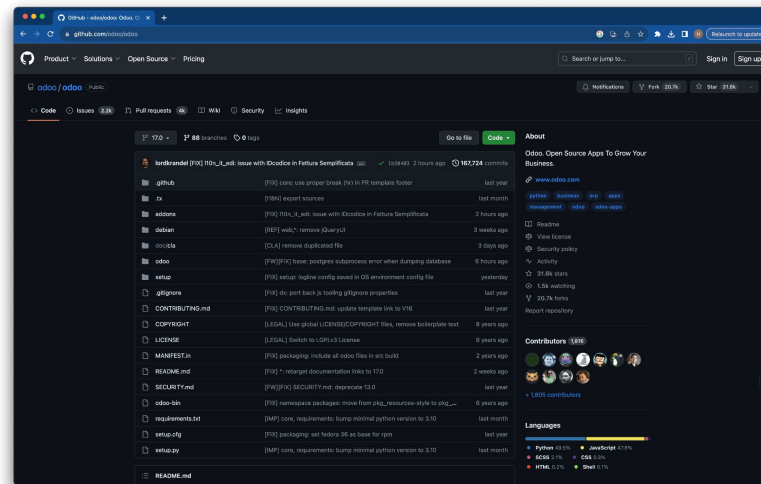 GitHub - odoo/odoo: Odoo. O
github.com/odoo/odoo
Relaunch to update
Product Solutions Open Source Pricing
Search or jump to...
Sign in
Sign up
odoo / odoo Public
Notifications
Fork 20.7k
Star 31.8k
Code
Issues 2.2k
Pull requests 4k
Wiki
Security
Insights
17.0
88 branches
0 tags
Go to file
Code
lordkrandel [FIX] l10n_it_edi: issue with IDcodice in Fattura Semplificata
2 hours ago
167,724 commits
.github [FIX] core: use proper break (hr) in PR template footer last year
.tx [I18N] export sources last month
addons [FIX] l10n_it_edi: issue with IDcodice in Fattura Semplificata 2 hours ago
debian [REF] web,*: remove jQueryUI 3 weeks ago
doc/cla [CLA] remove duplicated file 3 days ago
odoo [FW][FIX] base: postgres subprocess error when dumping database 6 hours ago
setup [FIX] setup: logline config saved in OS environment config file yesterday
.gitignore [FIX] dx: port back js tooling gitignore properties last year
CONTRIBUTING.md [FIX] CONTRIBUTING.md: update template link to V16 last year
COPYRIGHT [LEGAL] Use global LICENSE/COPYRIGHT files, remove boilerplate text 8 years ago
LICENSE [LEGAL] Switch to LGPLv3 License 8 years ago
MANIFEST.in [FIX] packaging: include all odoo files in src build 2 years ago
README.md [FIX] *: retarget documentation links to 17.0 2 weeks ago
SECURITY.md [FW][FIX] SECURITY.md: deprecate 13.0 last year
odoo-bin [FIX] namespace packages: move from pkg_resources-style to pkg_... 6 years ago
requirements.txt [IMP] core, requirements: bump minimal python version to 3.10 last month
setup.cfg [FIX] packaging: set fedora 36 as base for rpm last year
setup.py [IMP] core, requirements: bump minimal python version to 3.10 last month
README.md
About
Odoo. Open Source Apps To Grow Your
Business.
www.odoo.com
python business erp apps
management odoo odoo-apps
Readme
View license
Security policy
Activity
31.8k stars
1.5k watching
20.7k forks
Report repository
Contributors 1,816
+ 1,805 contributors
Languages
Python 49.5% JavaScript 47.8%
SCSS 2.1% CSS 0.3%
HTML 0.2% Shell 0.1%